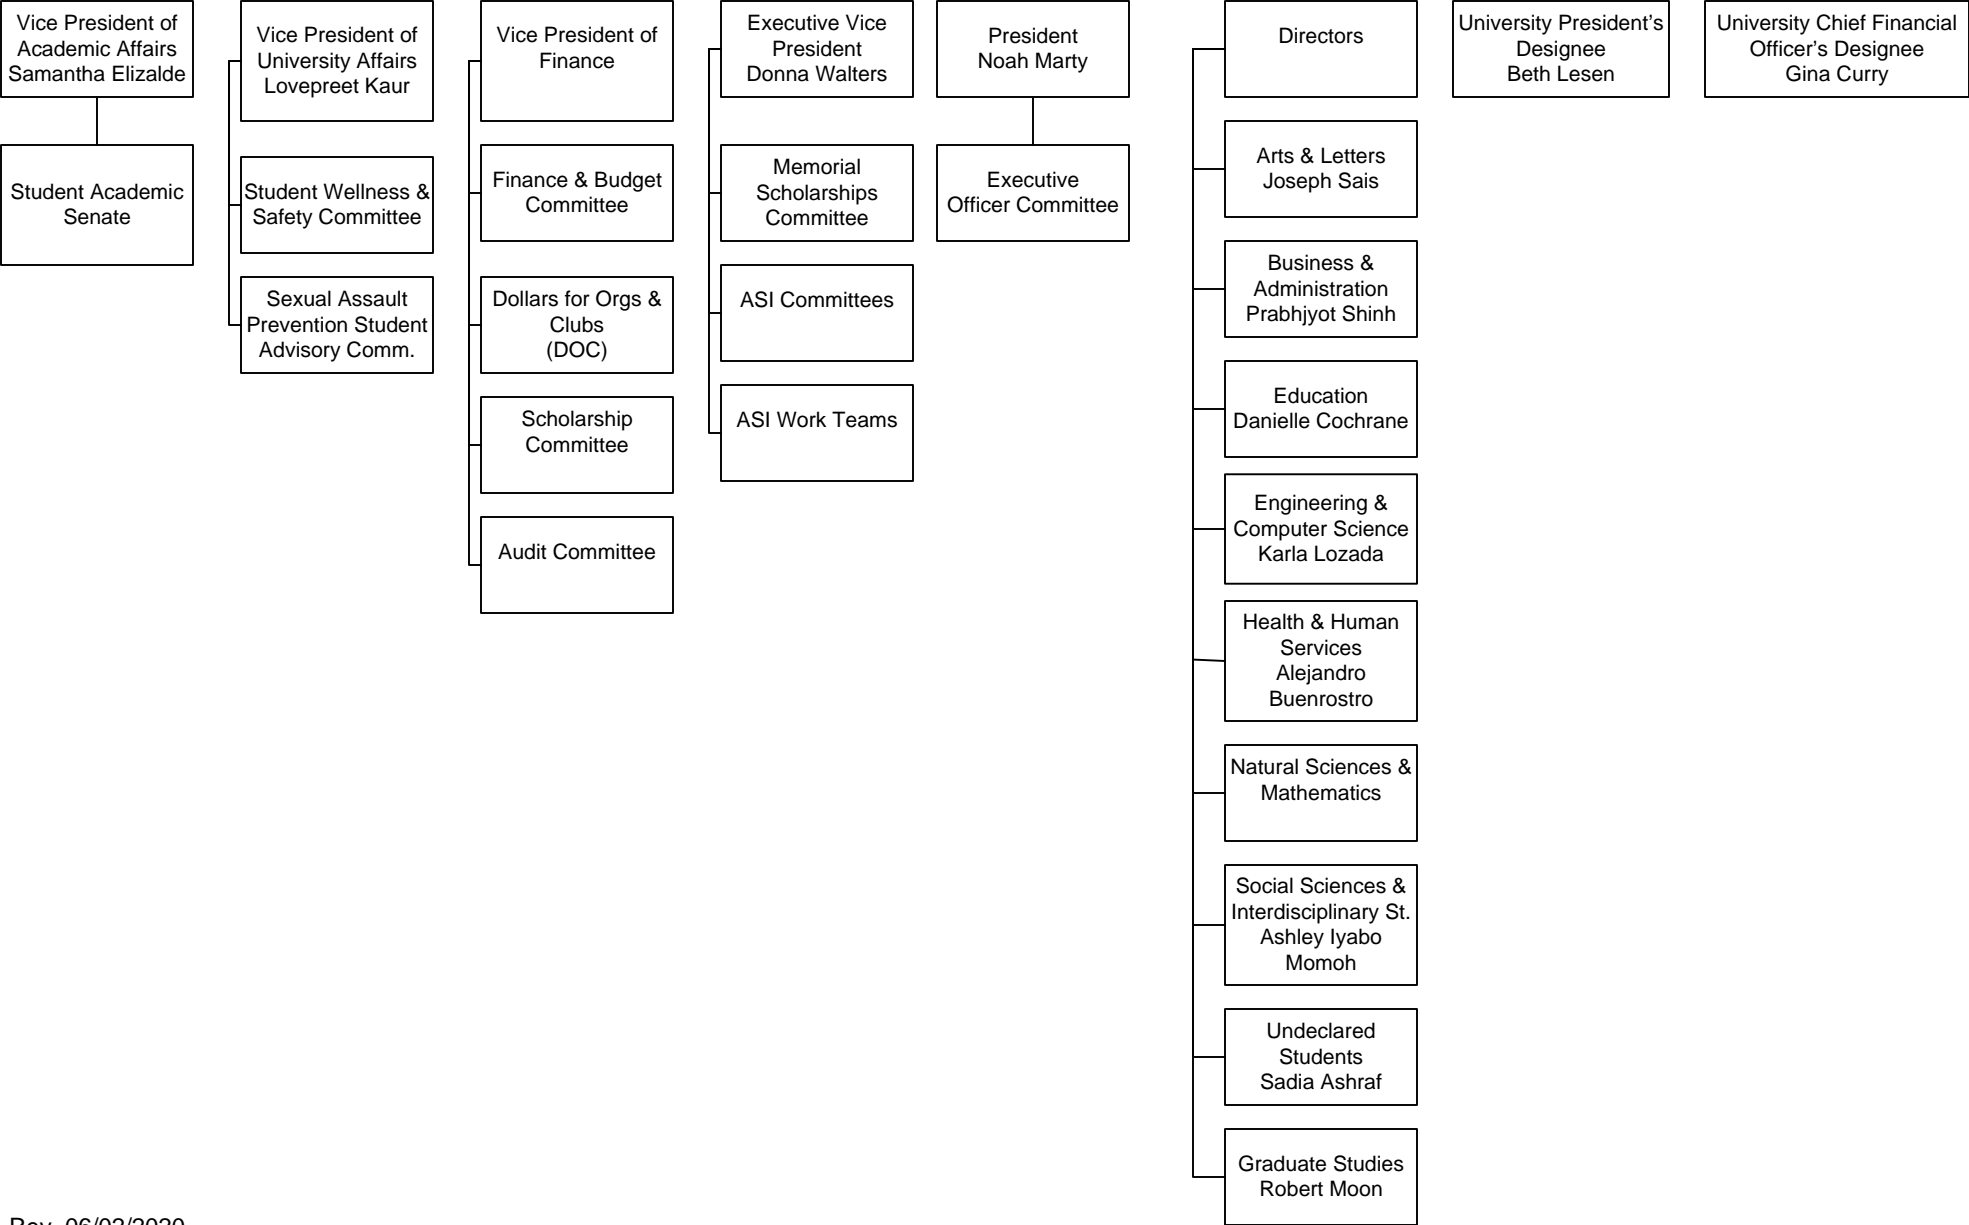 Vice President of
Academic Affairs
Samantha Elizalde
Student Academic
Senate
Vice President of
University Affairs
Lovepreet Kaur
Student Wellness &
Safety Committee
Sexual Assault
Prevention Student
Advisory Comm.
Vice President of
Finance
Finance & Budget
Committee
Dollars for Orgs &
Clubs
(DOC)
Scholarship
Committee
Audit Committee
Executive Vice
President
Donna Walters
Memorial
Scholarships
Committee
ASI Committees
ASI Work Teams
President
Noah Marty
Executive
Officer Committee
Directors
Arts & Letters
Joseph Sais
Business &
Administration
Prabhjyot Shinh
Education
Danielle Cochrane
Engineering &
Computer Science
Karla Lozada
Health & Human
Services
Alejandro
Buenrostro
Natural Sciences &
Mathematics
Social Sciences &
Interdisciplinary St.
Ashley Iyabo
Momoh
Undeclared
Students
Sadia Ashraf
Graduate Studies
Robert Moon
University President’s
Designee
Beth Lesen
University Chief Financial
Officer’s Designee
Gina Curry